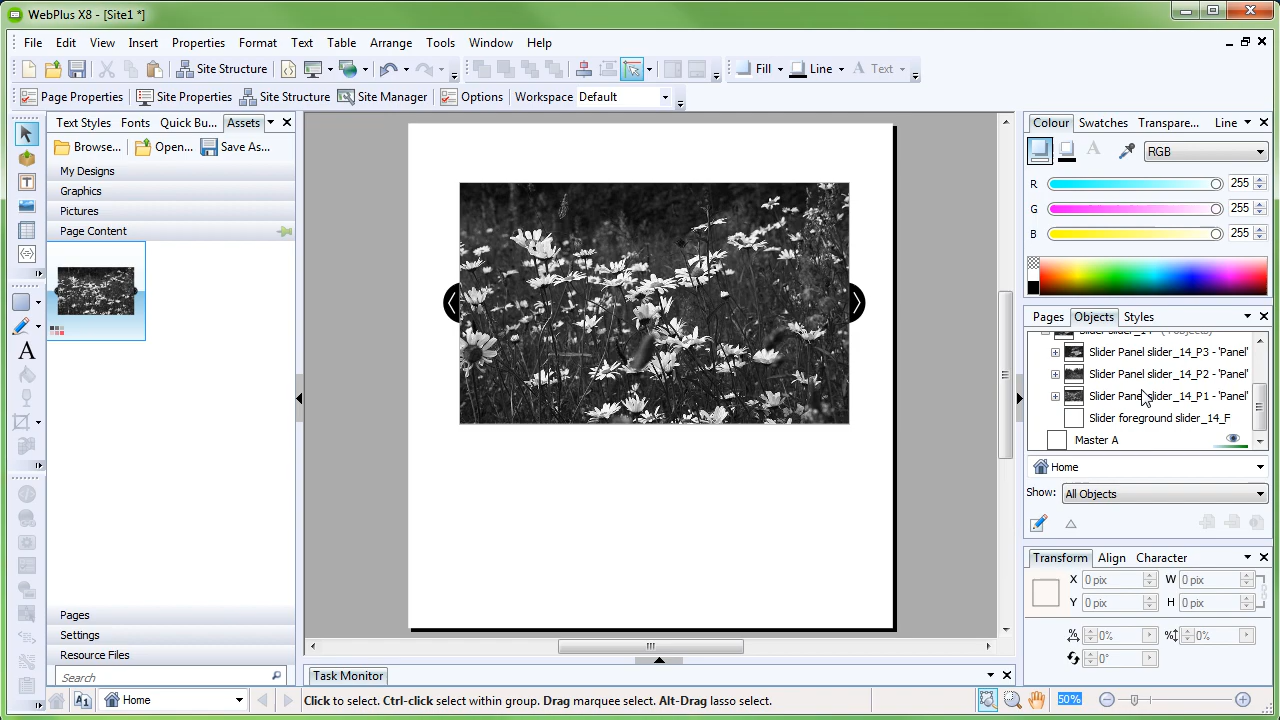 WebPlus X8 - [Site1 *]
File Edit View Insert Properties Format Text Table Arrange Tools Window Help
Site Structure Fill Line A Text
Page Properties Site Properties Site Structure Site Manager Options Workspace Default
Text Styles Fonts Quick Bu... Assets
Browse... Open... Save As...
My Designs
Graphics
Pictures
Page Content
Pages
Settings
Resource Files
Search
Home
Task Monitor
Click to select. Ctrl-click select within group. Drag marquee select. Alt-Drag lasso select.
Colour Swatches Transpare... Line
A RGB
R 255
G 255
B 255
Pages Objects Styles
Slider Panel slider_14_P3 - 'Panel'
Slider Panel slider_14_P2 - 'Panel'
Slider Panel slider_14_P1 - 'Panel'
Slider foreground slider_14_F
Master A
Home
Show: All Objects
Transform Align Character
X 0 pix W 0 pix
Y 0 pix H 0 pix
% 0% % 0%
0°
50%